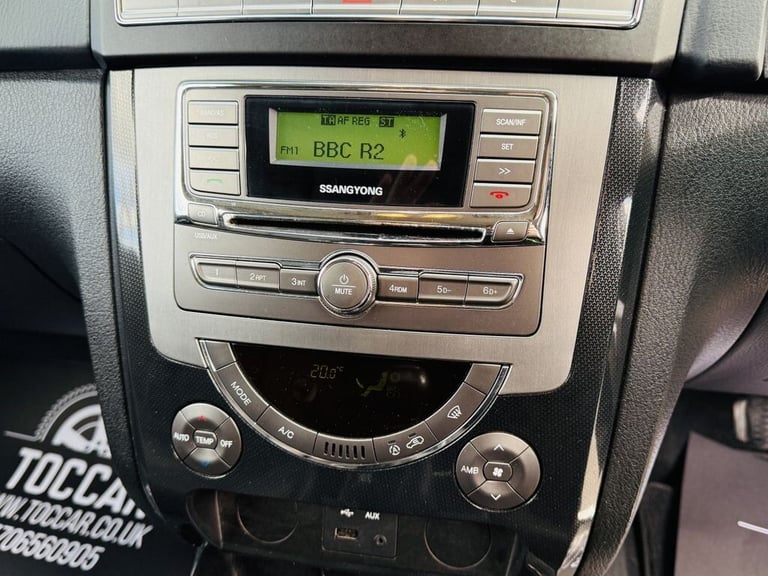 TA AF REG ST
FM1 BBC R2
SSANGYONG
SCAN/INF
SET
>>
CD
1
2RPT
3INT
MUTE
4RDM
5D-
6D+
20.0°C
MODE
A/C
AUTO TEMP OFF
AMB
AUX
TOCCAR
WWW.TOCCAR.CO.UK